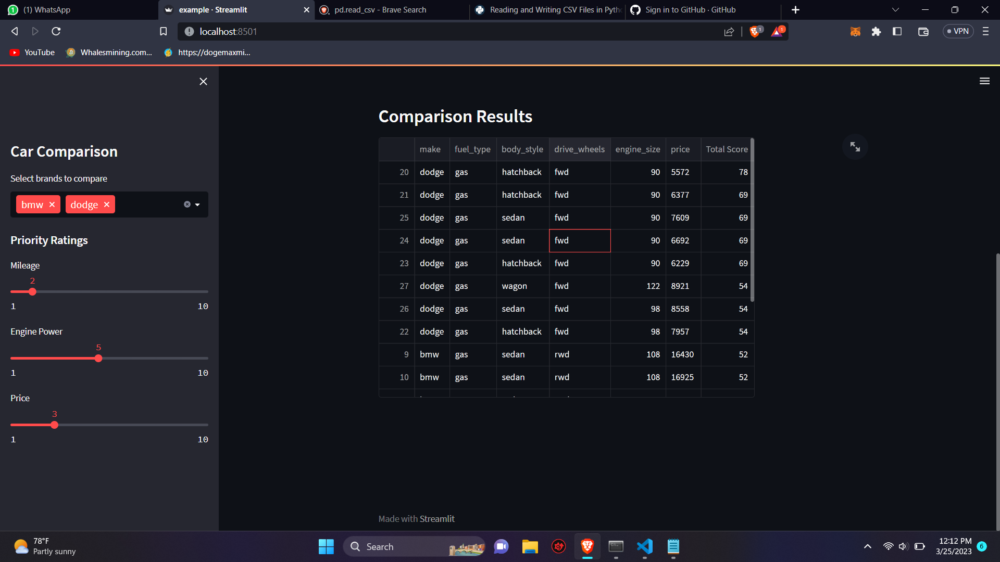 (1) WhatsApp
example · Streamlit
pd.read_csv - Brave Search
Reading and Writing CSV Files in Pyth
Sign in to GitHub · GitHub
localhost:8501
1
1
VPN
YouTube
Whalesmining.com...
https://dogemaxmi...
Car Comparison
Select brands to compare
bmw
dodge
Priority Ratings
Mileage
2
1 10
Engine Power
5
1 10
Price
3
1 10
Comparison Results
make fuel_type body_style drive_wheels engine_size price Total Score
20 dodge gas hatchback fwd 90 5572 78
21 dodge gas hatchback fwd 90 6377 69
25 dodge gas sedan fwd 90 7609 69
24 dodge gas sedan fwd 90 6692 69
23 dodge gas hatchback fwd 90 6229 69
27 dodge gas wagon fwd 122 8921 54
26 dodge gas sedan fwd 98 8558 54
22 dodge gas hatchback fwd 98 7957 54
9 bmw gas sedan rwd 108 16430 52
10 bmw gas sedan rwd 108 16925 52
Made with Streamlit
78°F
Partly sunny
Search
12:12 PM
3/25/2023
6